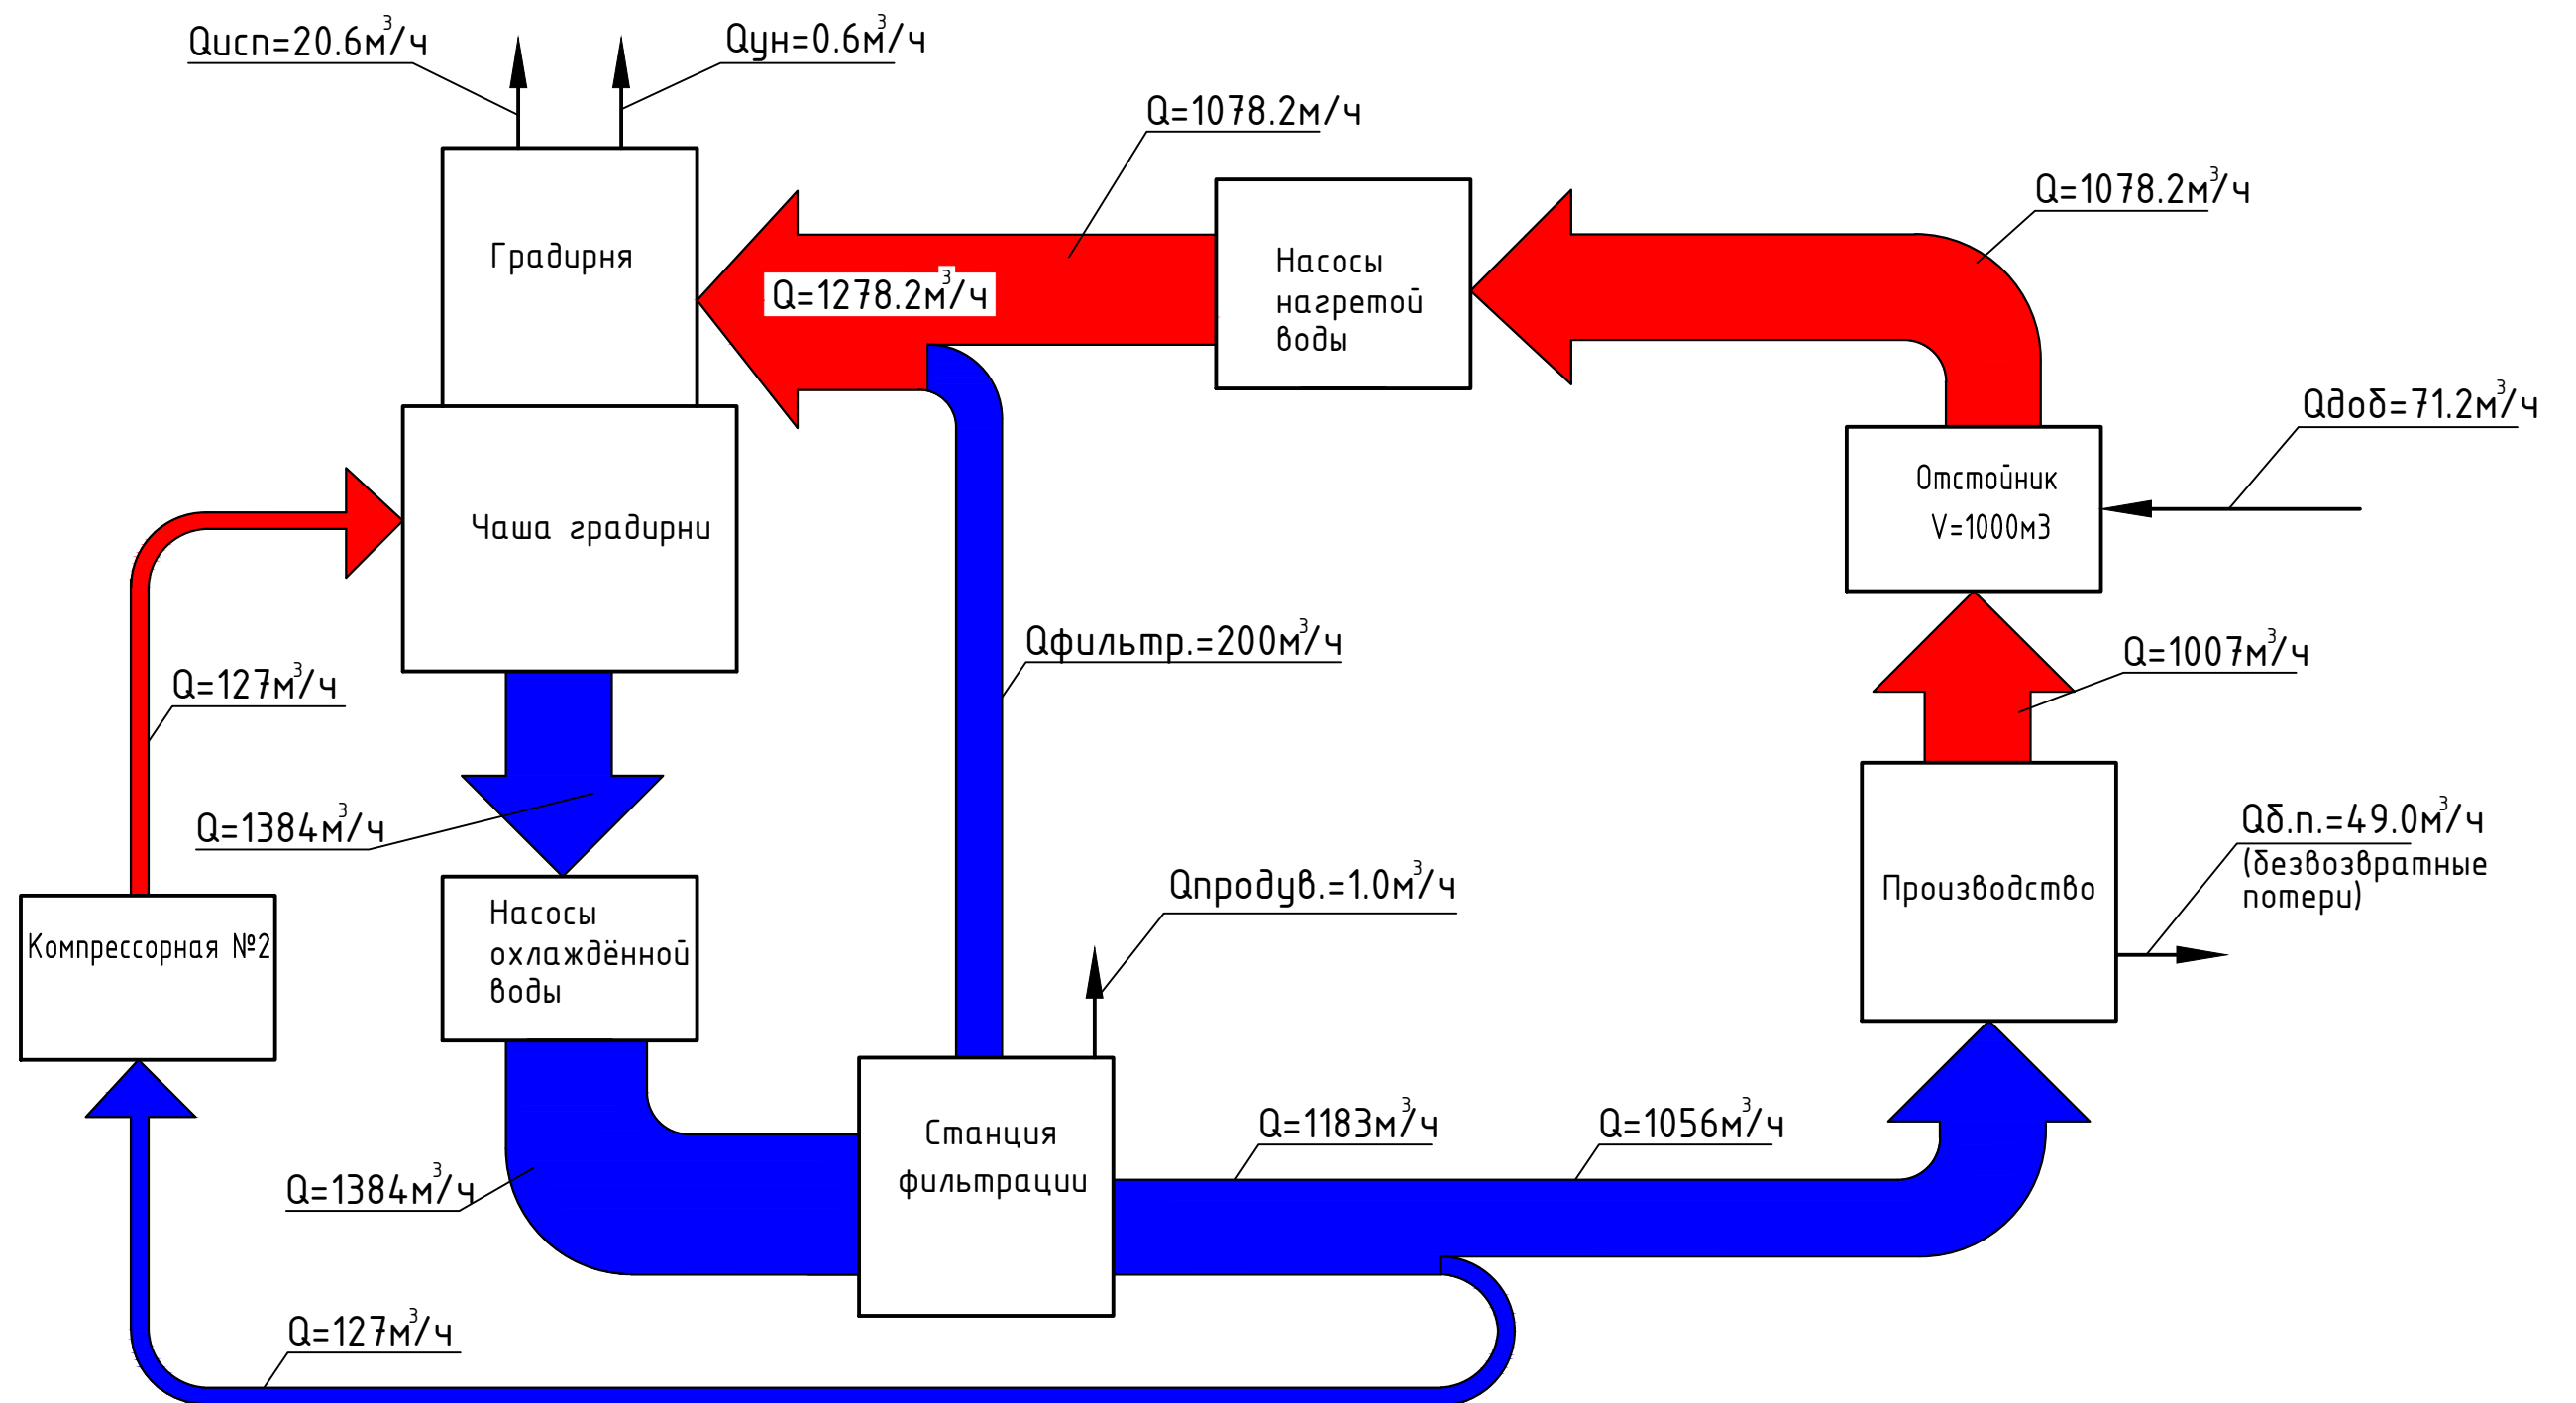 Qисп=20.6м³/ч
Qун=0.6м³/ч
Q=1078.2м/ч
Q=1078.2м³/ч
Градирня
Q=1278.2м³/ч
Насосы
нагретой
воды
Qдоб=71.2м³/ч
Отстойник
V=1000м3
Чаша градирни
Qфильтр.=200м³/ч
Q=1007м³/ч
Q=127м³/ч
Q=1384м³/ч
Qб.п.=49.0м³/ч
(безвозвратные
потери)
Qпродув.=1.0м³/ч
Производство
Компрессорная №2
Насосы
охлаждённой
воды
Станция
фильтрации
Q=1183м³/ч
Q=1056м³/ч
Q=1384м³/ч
Q=127м³/ч